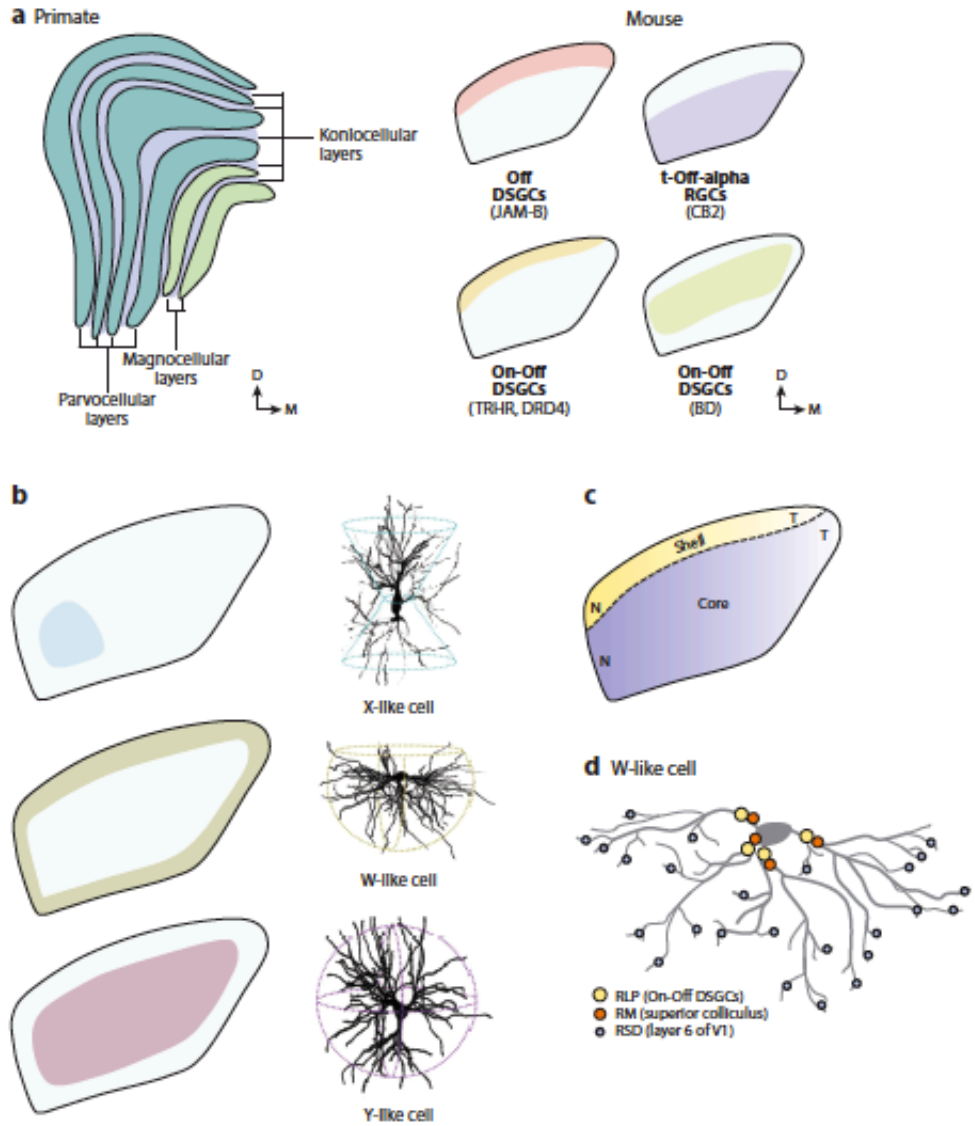 a Primate
Mouse
Koniocellular
layers
Magnocellular
layers
Parvocellular
layers
D
M
Off
DSGCs
(JAM-B)
t-Off-alpha
RGCs
(CB2)
On-Off
DSGCs
(TRHR, DRD4)
On-Off
DSGCs
(BD)
D
M
b
X-like cell
W-like cell
Y-like cell
c
Shell
T
T
N
Core
N
d W-like cell
RLP (On-Off DSGCs)
RM (superior colliculus)
RSD (layer 6 of V1)